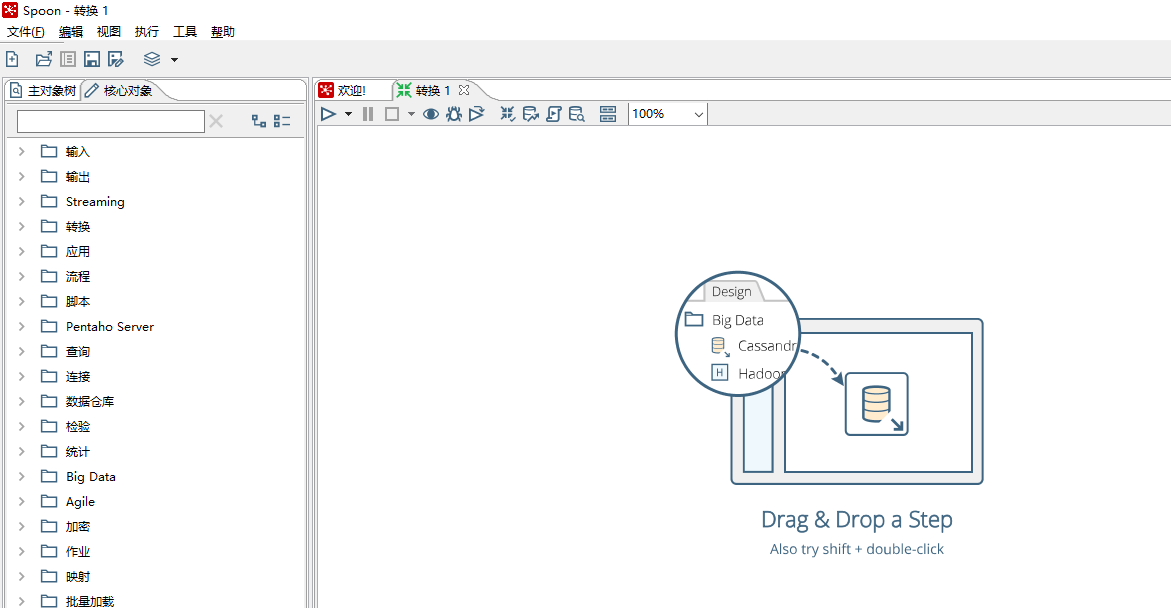 Spoon - 转换 1
文件(F) 编辑 视图 执行 工具 帮助
主对象树 核心对象
欢迎! 转换 1
100%
输入
输出
Streaming
转换
应用
流程
脚本
Pentaho Server
查询
连接
数据仓库
检验
统计
Big Data
Agile
加密
作业
映射
批量加载
Design
Big Data
Cassandr
H Hadoop
Drag & Drop a Step
Also try shift + double-click